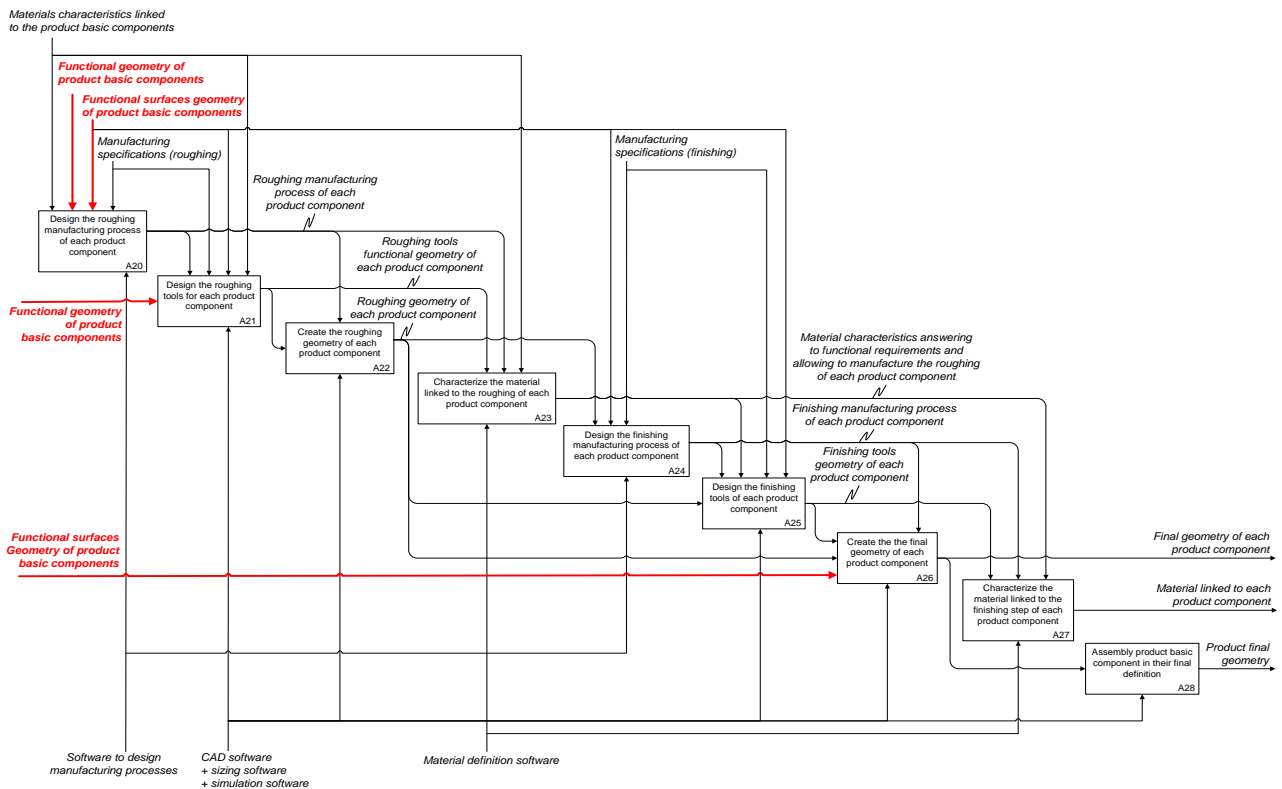 Materials characteristics linked
to the product basic components
Functional geometry of
product basic components
Functional surfaces geometry
of product basic components
Manufacturing
specifications (roughing)
Manufacturing
specifications (finishing)
Roughing manufacturing
process of each
product component
Design the roughing
manufacturing process
of each product
component
A20
Roughing tools
functional geometry of
each product component
Design the roughing
tools for each product
component
A21
Functional geometry
of product
basic components
Roughing geometry of
each product component
Create the roughing
geometry of each
product component
A22
Material characteristics answering
to functional requirements and
allowing to manufacture the roughing
of each product component
Characterize the material
linked to the roughing of each
product component
A23
Finishing manufacturing process
of each product component
Design the finishing
manufacturing process of
each product component
A24
Finishing tools
geometry of each
product component
Design the finishing
tools of each product
component
A25
Functional surfaces
Geometry of product
basic components
Create the the final
geometry of each
product component
A26
Final geometry of each
product component
Characterize the
material linked to the
finishing step of each
product component
A27
Material linked to each
product component
Assembly product basic
component in their final
definition
A28
Product final
geometry
Software to design
manufacturing processes
CAD software
+ sizing software
+ simulation software
Material definition software